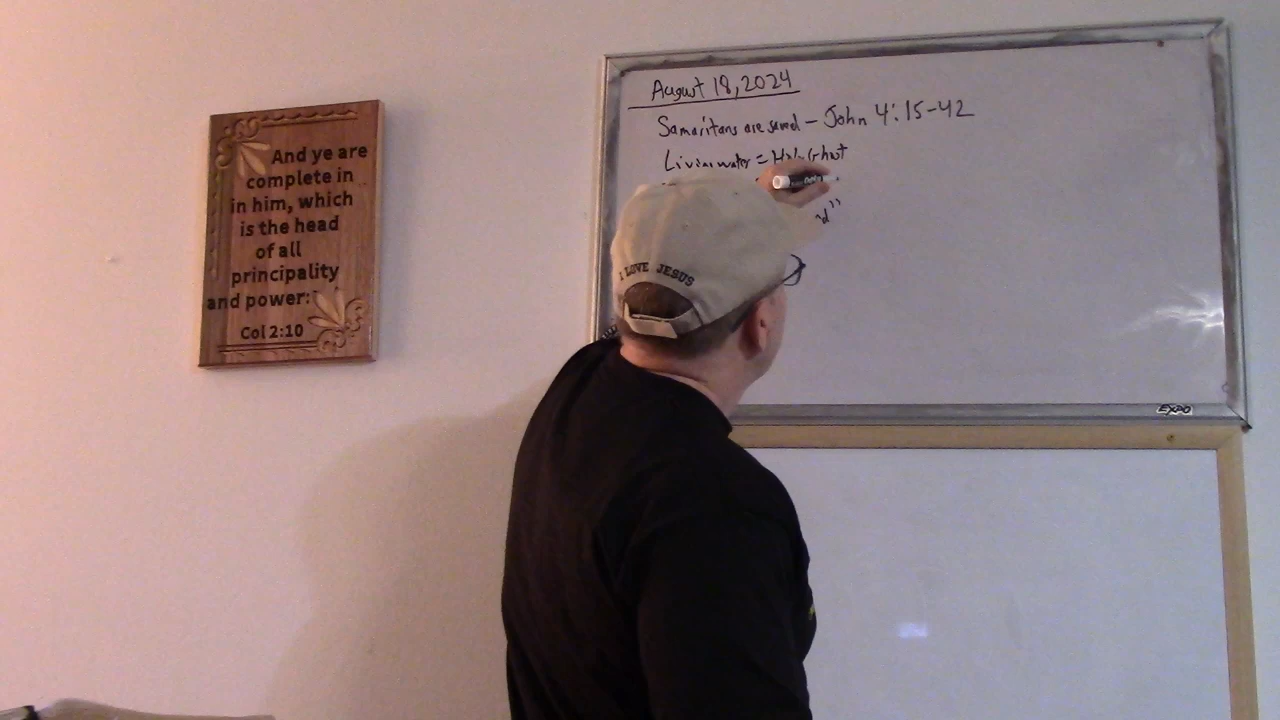 And ye are
complete in
in him, which
is the head
of all
principality
and power:
Col 2:10
August 18, 2024
Samaritans are saved - John 4:15-42
Living water = Holy Ghost
I LOVE JESUS
EXPO